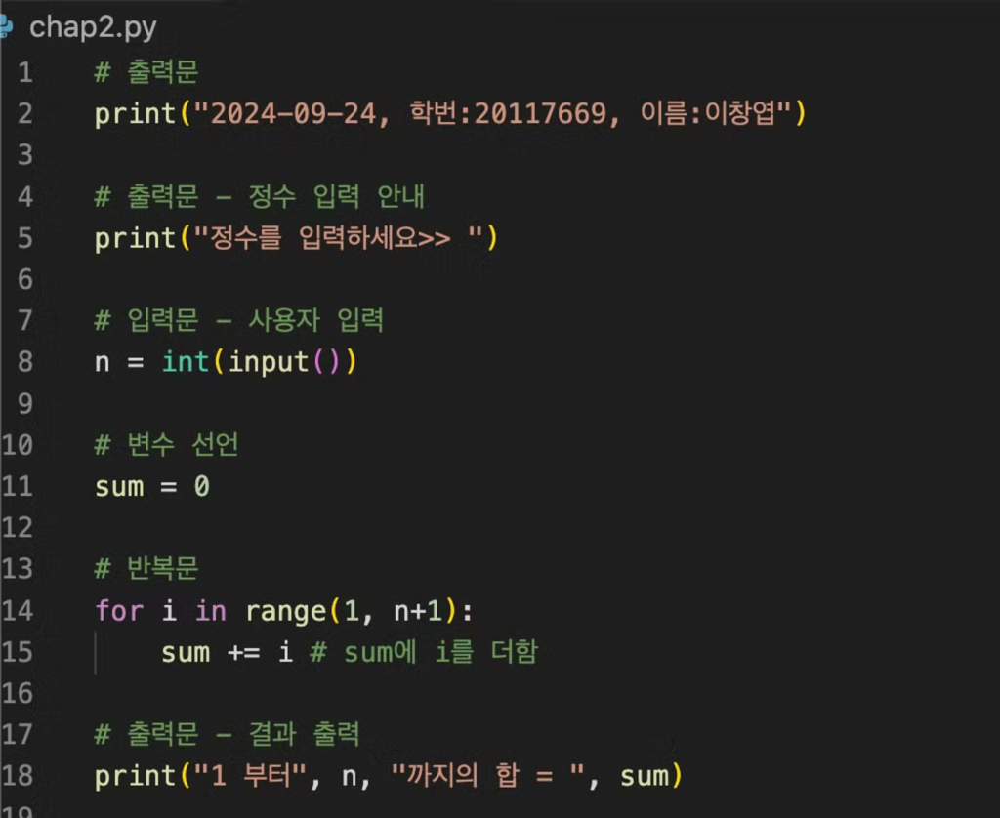 chap2.py
1 # 출력문
2 print("2024-09-24, 학번:20117669, 이름:이창엽")
3
4 # 출력문 - 정수 입력 안내
5 print("정수를 입력하세요>> ")
6
7 # 입력문 - 사용자 입력
8 n = int(input())
9
10 # 변수 선언
11 sum = 0
12
13 # 반복문
14 for i in range(1, n+1):
15     sum += i # sum에 i를 더함
16
17 # 출력문 - 결과 출력
18 print("1 부터", n, "까지의 합 = ", sum)
19